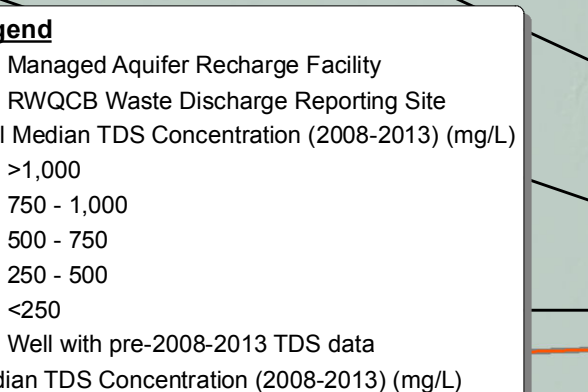 gend
Managed Aquifer Recharge Facility
RWQCB Waste Discharge Reporting Site
l Median TDS Concentration (2008-2013) (mg/L)
>1,000
750 - 1,000
500 - 750
250 - 500
<250
Well with pre-2008-2013 TDS data
dian TDS Concentration (2008-2013) (mg/L)